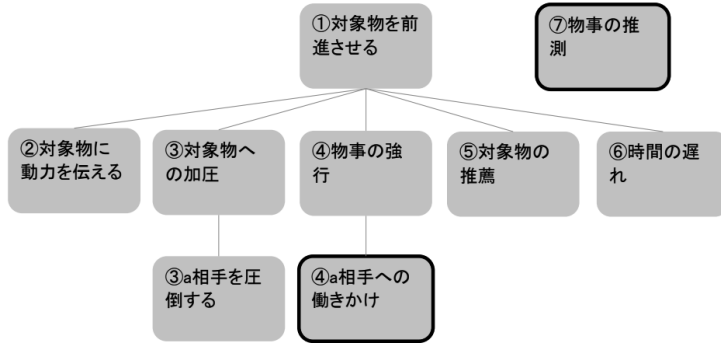 ①対象物を前
進させる
⑦物事の推
測
②対象物に
動力を伝える
③対象物へ
の加圧
④物事の強
行
⑤対象物の
推薦
⑥時間の遅
れ
③a相手を圧
倒する
④a相手への
働きかけ